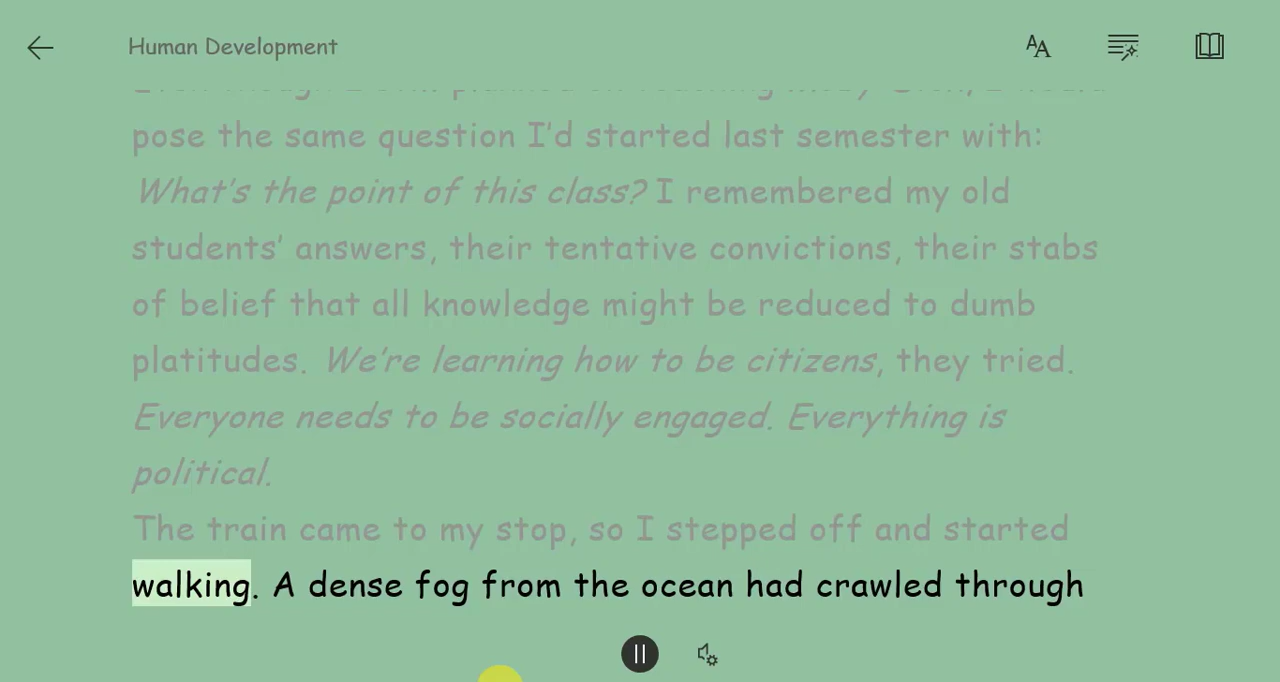 Human Development
pose the same question I'd started last semester with:
What's the point of this class? I remembered my old
students' answers, their tentative convictions, their stabs
of belief that all knowledge might be reduced to dumb
platitudes. We're learning how to be citizens, they tried.
Everyone needs to be socially engaged. Everything is
political.
The train came to my stop, so I stepped off and started
walking. A dense fog from the ocean had crawled through